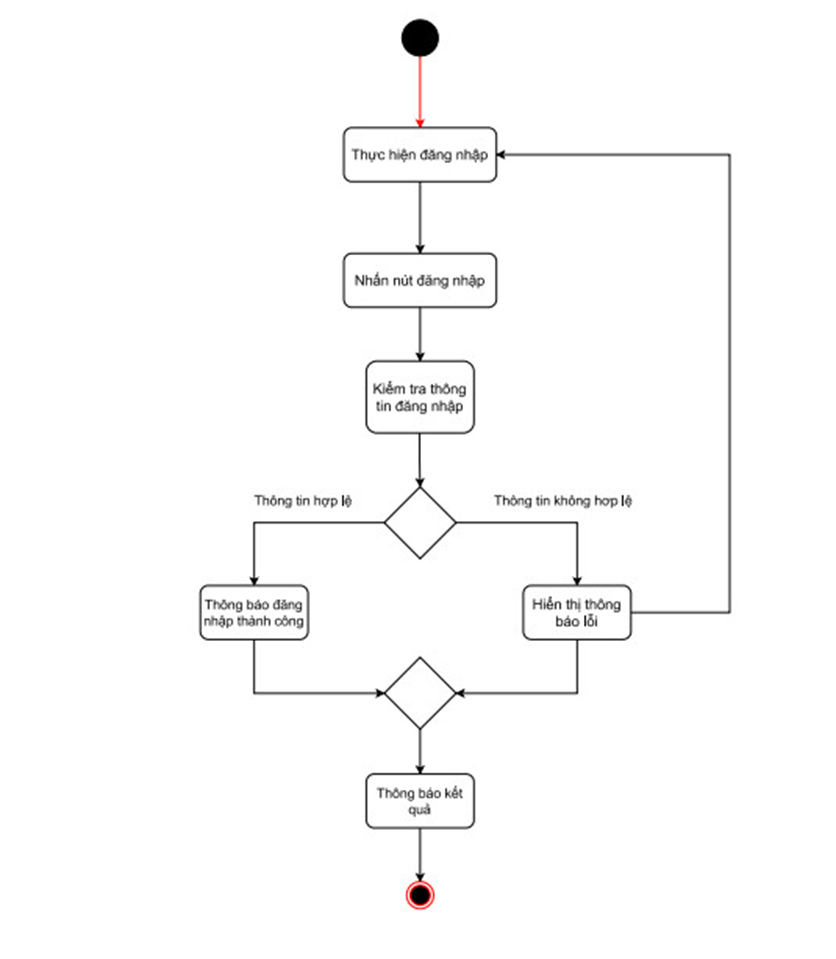 Thực hiện đăng nhập
Nhấn nút đăng nhập
Kiểm tra thông
tin đăng nhập
Thông tin hợp lệ
Thông tin không hơp lệ
Thông báo đăng
nhập thành công
Hiển thị thông
báo lỗi
Thông báo kết
quả